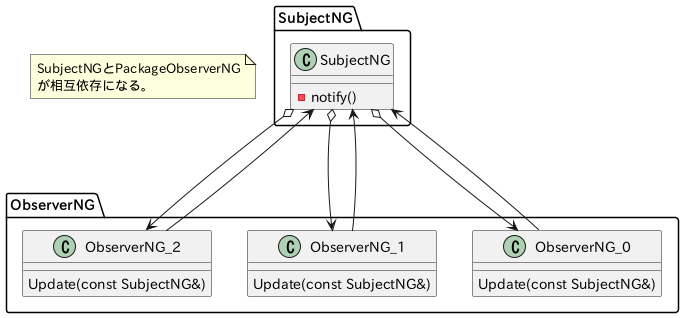 SubjectNG
SubjectNGとPackageObserverNG
が相互依存になる。
C SubjectNG
notify()
ObserverNG
C ObserverNG_2
Update(const SubjectNG&)
C ObserverNG_1
Update(const SubjectNG&)
C ObserverNG_0
Update(const SubjectNG&)